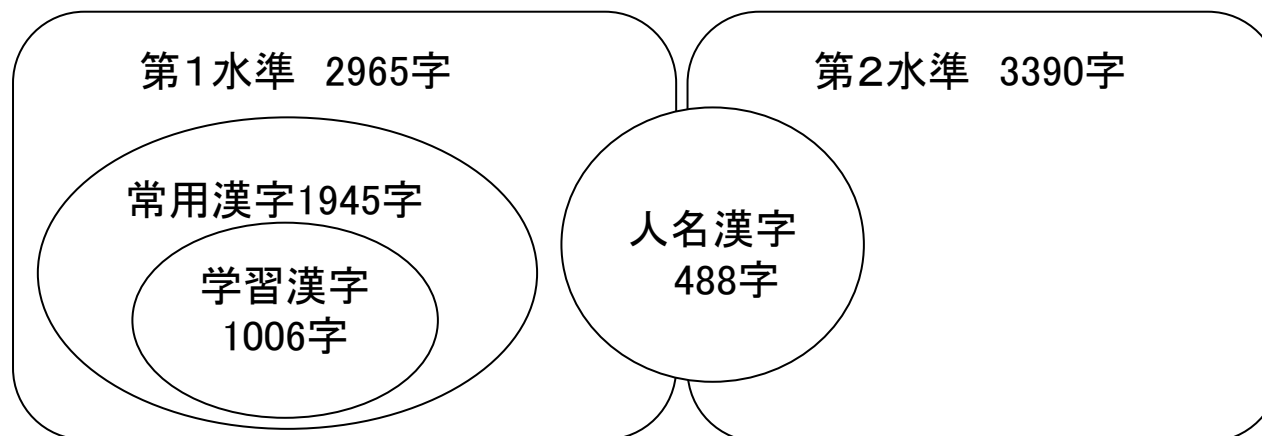 第１水準　2965字
第２水準　3390字
常用漢字1945字
人名漢字
488字
学習漢字
1006字